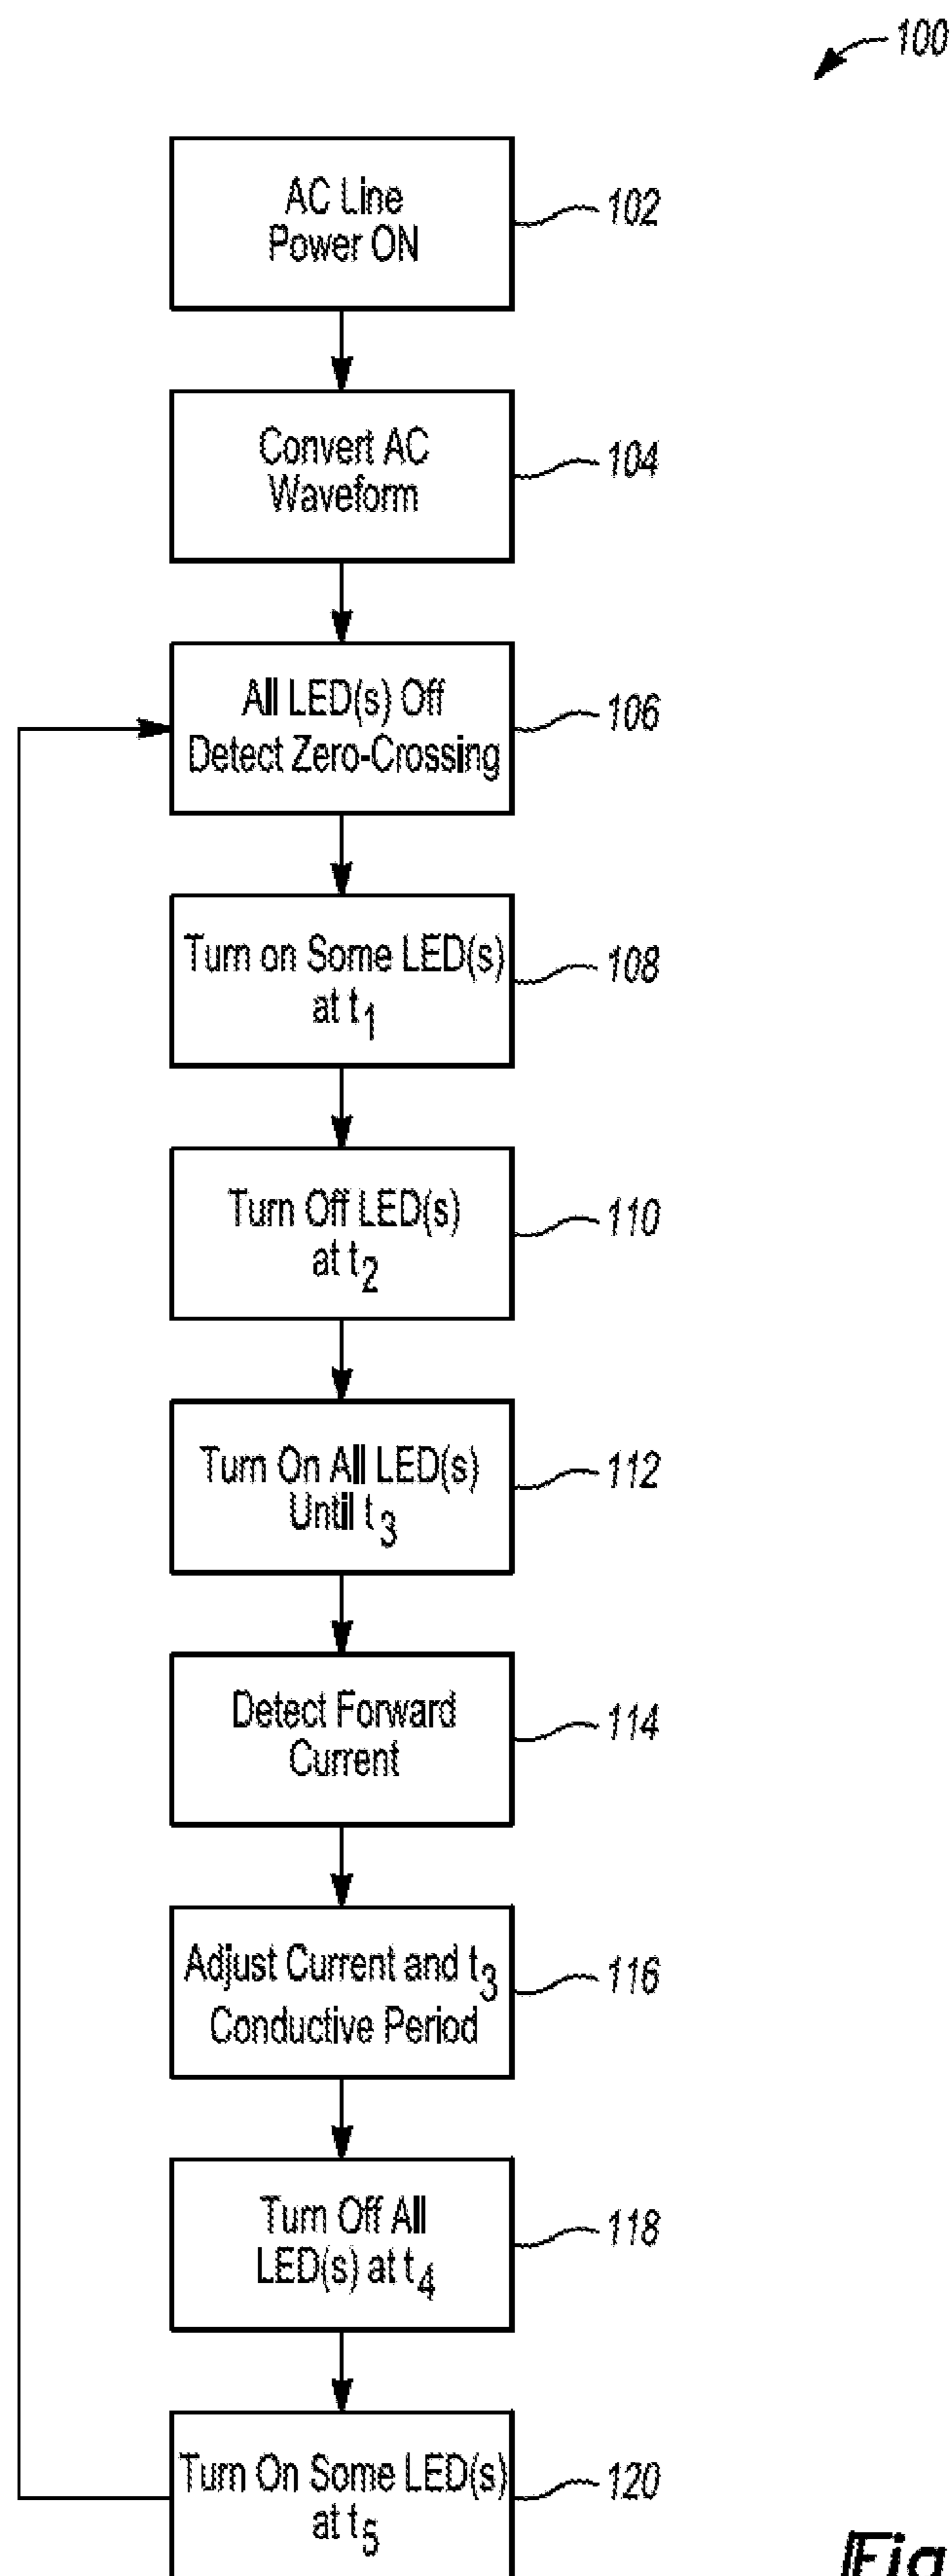 100
AC Line
Power ON
102
Convert AC
Waveform
104
All LED(s) Off
Detect Zero-Crossing
106
Turn on Some LED(s)
at t1
108
Turn Off LED(s)
at t2
110
Turn On All LED(s)
Until t3
112
Detect Forward
Current
114
Adjust Current and t3
Conductive Period
116
Turn Off All
LED(s) at t4
118
Turn On Some LED(s)
at t5
120
Fig